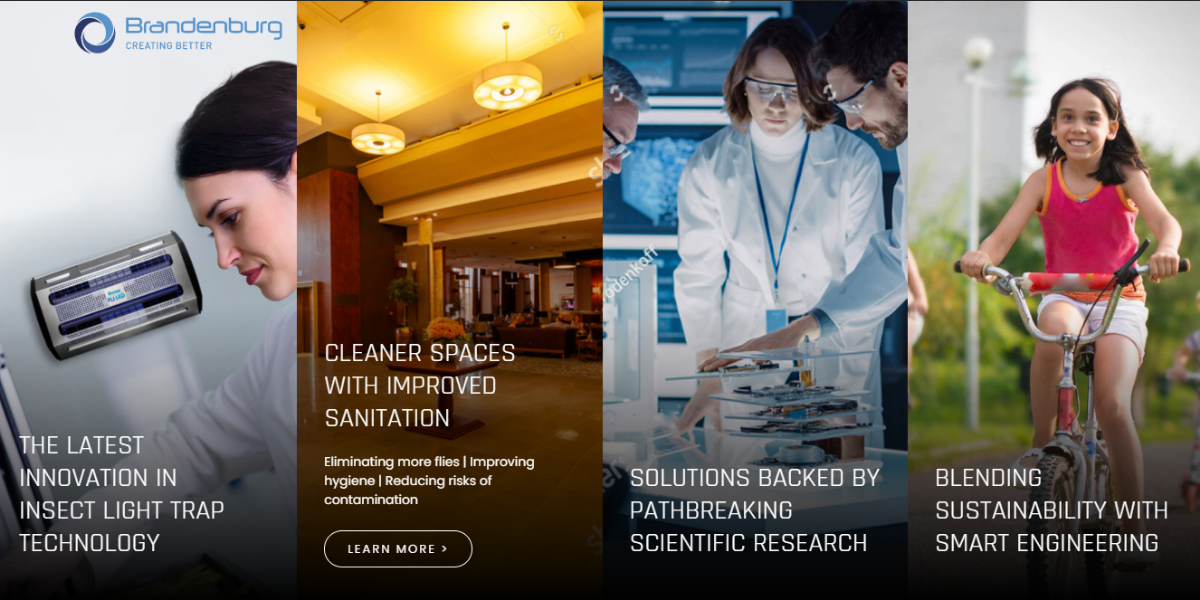 Brandenburg
CREATING BETTER
THE LATEST
INNOVATION IN
INSECT LIGHT TRAP
TECHNOLOGY
CLEANER SPACES
WITH IMPROVED
SANITATION
Eliminating more flies | Improving
hygiene | Reducing risks of
contamination
LEARN MORE >
SOLUTIONS BACKED BY
PATHBREAKING
SCIENTIFIC RESEARCH
BLENDING
SUSTAINABILITY WITH
SMART ENGINEERING